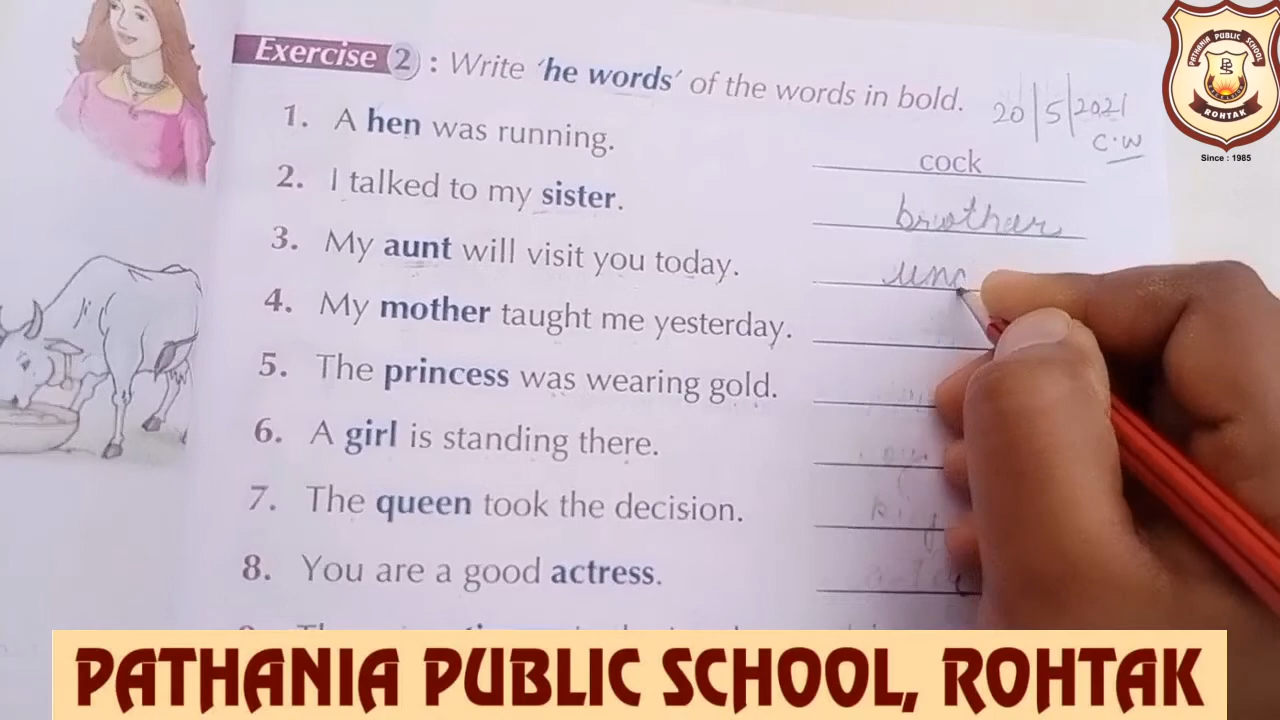 Exercise 2 : Write 'he words' of the words in bold.
20/5/2021
C.W
1. A hen was running. cock
2. I talked to my sister. brother
3. My aunt will visit you today. unc
4. My mother taught me yesterday.
5. The princess was wearing gold.
6. A girl is standing there.
7. The queen took the decision.
8. You are a good actress.
PATHANIA PUBLIC SCHOOL
ROHTAK
Since : 1985
PATHANIA PUBLIC SCHOOL, ROHTAK